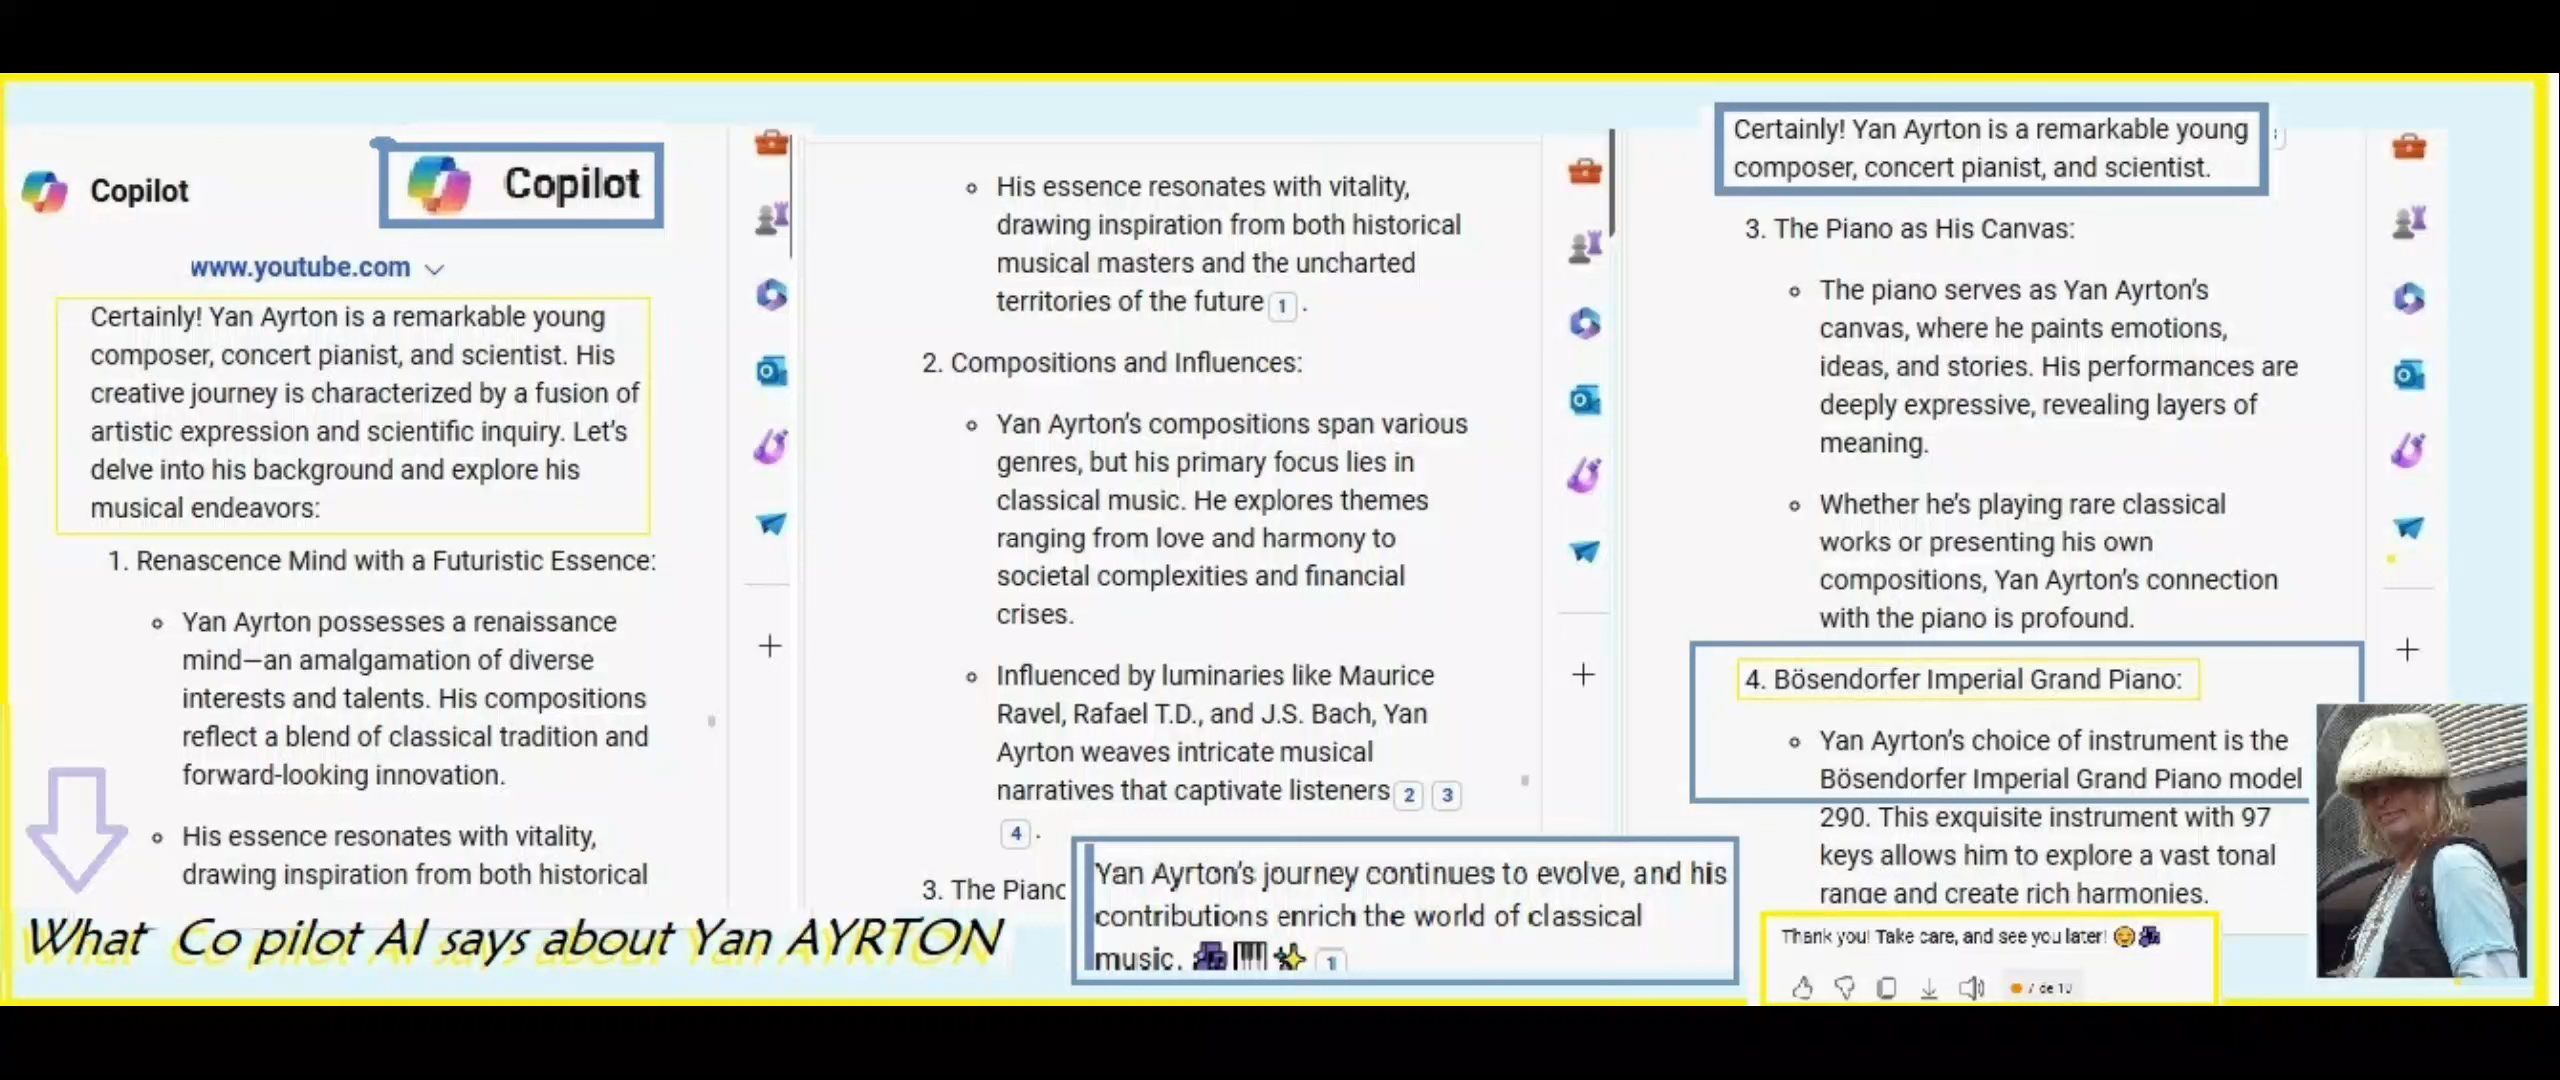 Copilot
Copilot
www.youtube.com
Certainly! Yan Ayrton is a remarkable young
composer, concert pianist, and scientist. His
creative journey is characterized by a fusion of
artistic expression and scientific inquiry. Let's
delve into his background and explore his
musical endeavors:
1. Renascence Mind with a Futuristic Essence:
Yan Ayrton possesses a renaissance
mind—an amalgamation of diverse
interests and talents. His compositions
reflect a blend of classical tradition and
forward-looking innovation.
His essence resonates with vitality,
drawing inspiration from both historical
What Co pilot AI says about Yan AYRTON
His essence resonates with vitality,
drawing inspiration from both historical
musical masters and the uncharted
territories of the future 1 .
2. Compositions and Influences:
Yan Ayrton's compositions span various
genres, but his primary focus lies in
classical music. He explores themes
ranging from love and harmony to
societal complexities and financial
crises.
Influenced by luminaries like Maurice
Ravel, Rafael T.D., and J.S. Bach, Yan
Ayrton weaves intricate musical
narratives that captivate listeners 2 3
4 .
3. The Piano
Yan Ayrton's journey continues to evolve, and his
contributions enrich the world of classical
music. 🎶🎹✨ 1
Certainly! Yan Ayrton is a remarkable young
composer, concert pianist, and scientist.
3. The Piano as His Canvas:
The piano serves as Yan Ayrton's
canvas, where he paints emotions,
ideas, and stories. His performances are
deeply expressive, revealing layers of
meaning.
Whether he's playing rare classical
works or presenting his own
compositions, Yan Ayrton's connection
with the piano is profound.
4. Bösendorfer Imperial Grand Piano:
Yan Ayrton's choice of instrument is the
Bösendorfer Imperial Grand Piano model
290. This exquisite instrument with 97
keys allows him to explore a vast tonal
range and create rich harmonies.
Thank you! Take care, and see you later! 😊🎶
7 de 10